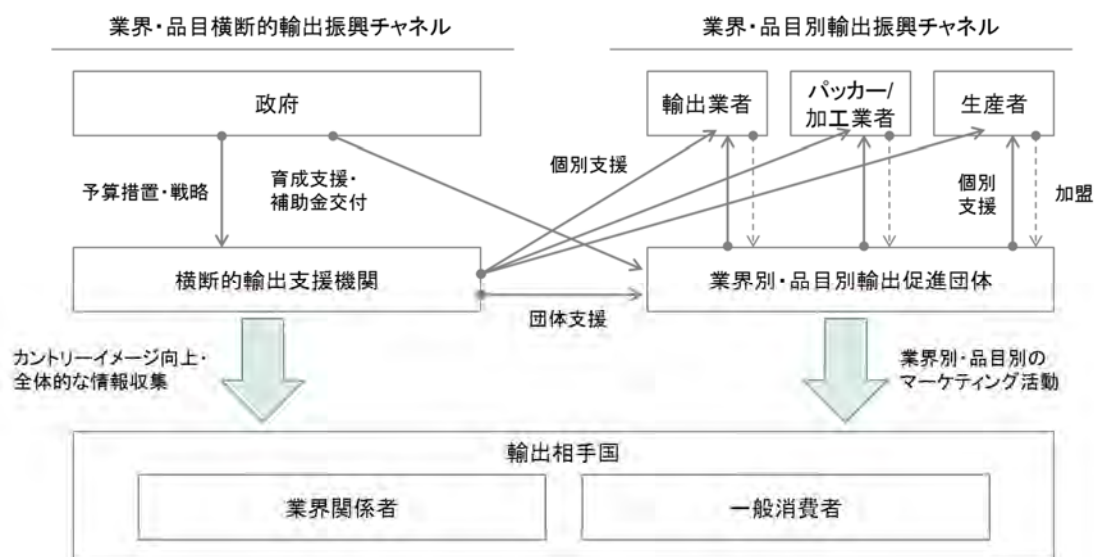 業界・品目横断的輸出振興チャネル
業界・品目別輸出振興チャネル
政府
輸出業者
パッカー/
加工業者
生産者
予算措置・戦略
育成支援・
補助金交付
個別支援
個別
支援
加盟
横断的輸出支援機関
団体支援
業界別・品目別輸出促進団体
カントリーイメージ向上・
全体的な情報収集
業界別・品目別の
マーケティング活動
輸出相手国
業界関係者
一般消費者